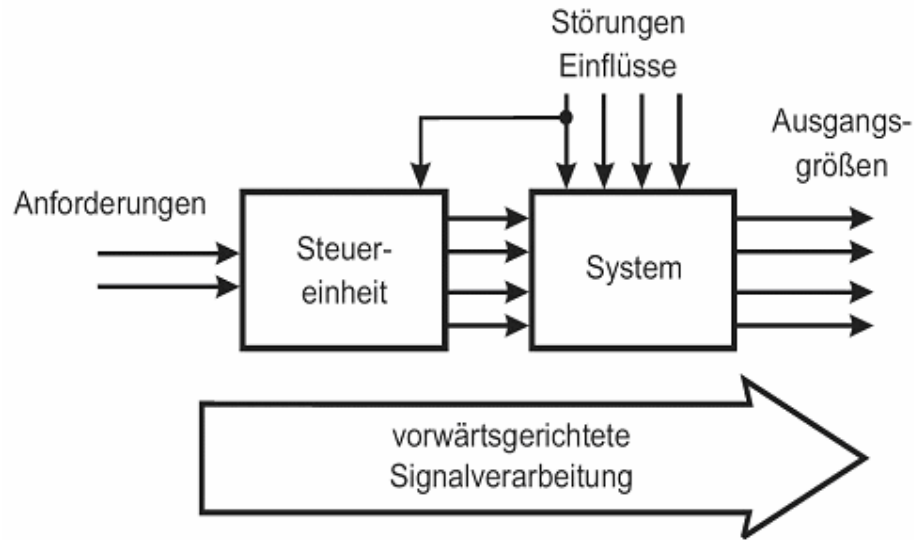 Störungen
Einflüsse
Ausgangs-
größen
Anforderungen
Steuer-
einheit
System
vorwärtsgerichtete
Signalverarbeitung